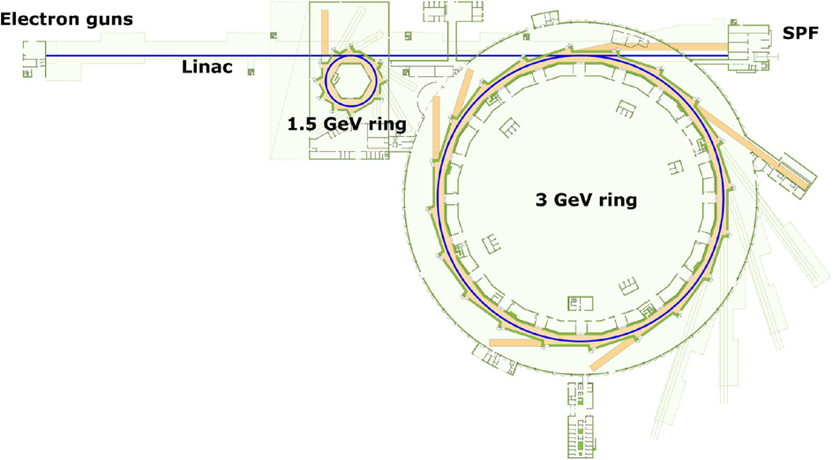 Electron guns
SPF
Linac
1.5 GeV ring
3 GeV ring